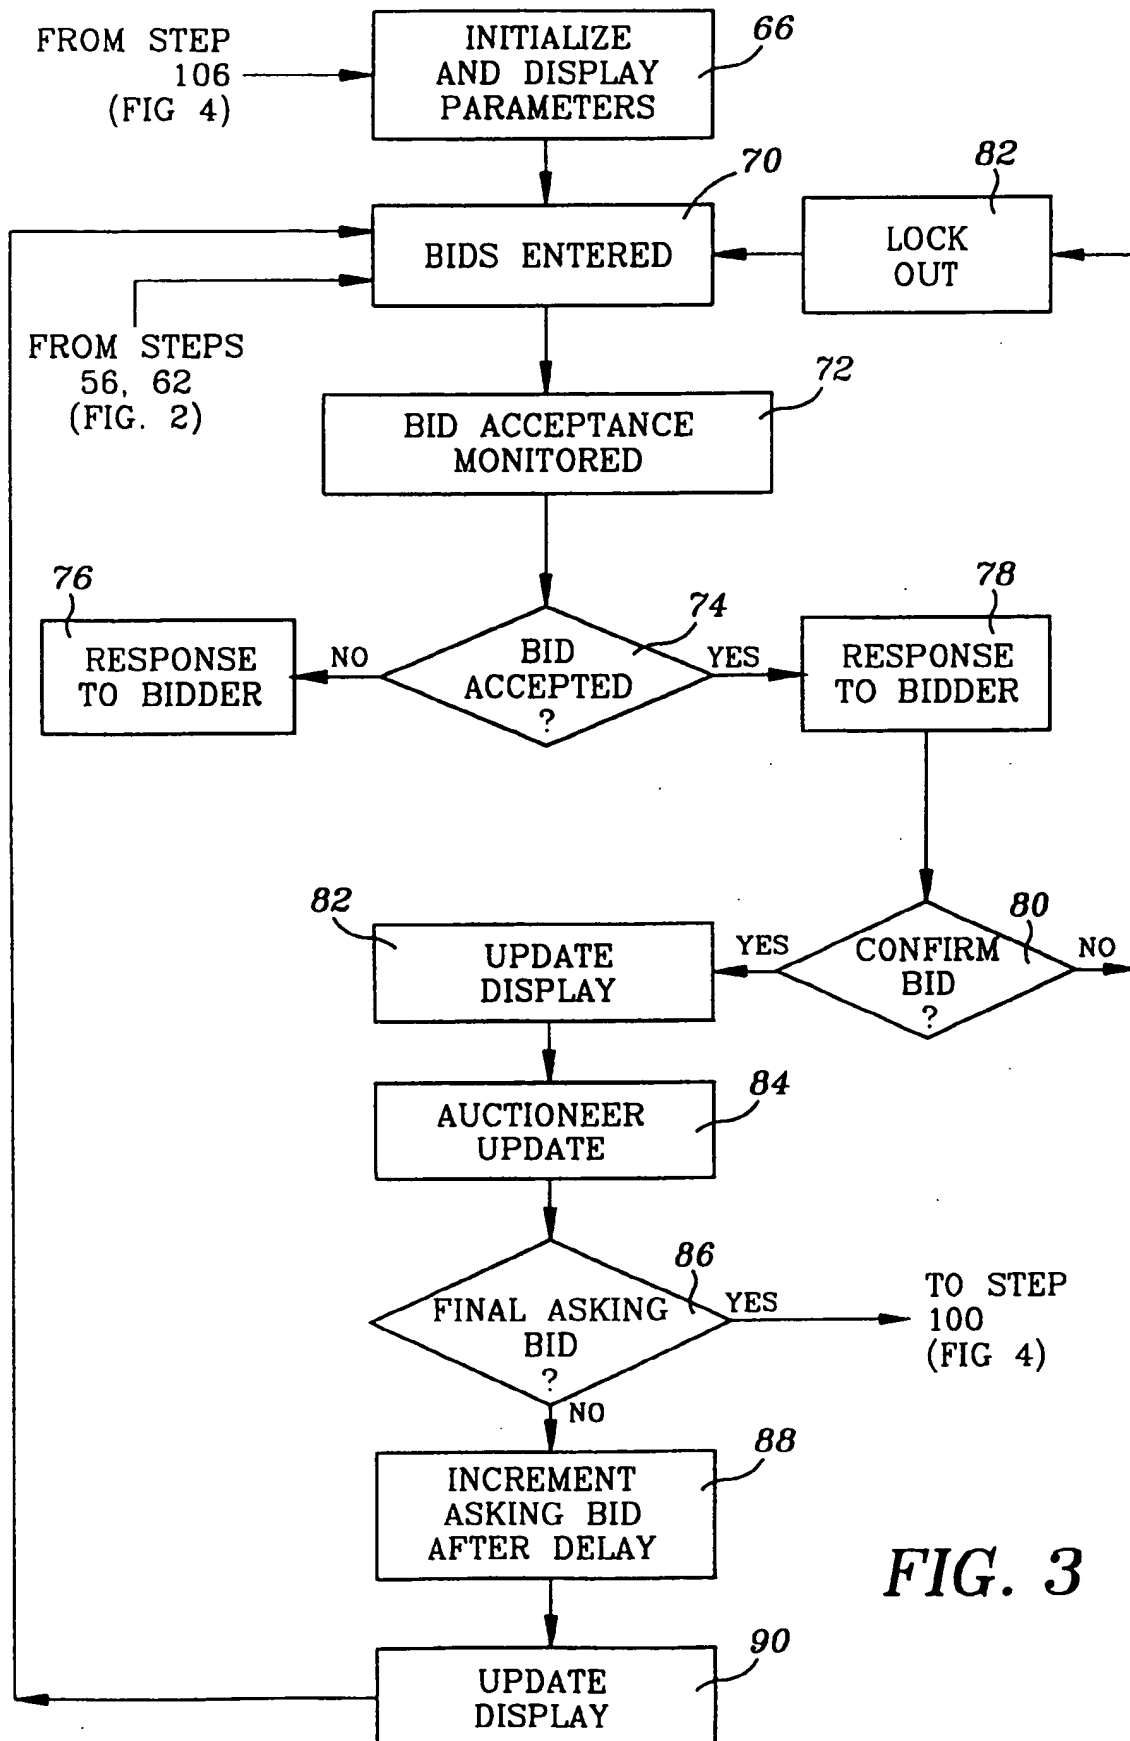 FROM STEP
106
(FIG 4)
INITIALIZE
AND DISPLAY
PARAMETERS
66
70
BIDS ENTERED
82
LOCK
OUT
FROM STEPS
56, 62
(FIG. 2)
72
BID ACCEPTANCE
MONITORED
76
RESPONSE
TO BIDDER
NO
74
BID
ACCEPTED
?
YES
78
RESPONSE
TO BIDDER
82
UPDATE
DISPLAY
YES
80
CONFIRM
BID
?
NO
84
AUCTIONEER
UPDATE
86
FINAL ASKING
BID
?
YES
TO STEP
100
(FIG 4)
NO
88
INCREMENT
ASKING BID
AFTER DELAY
90
UPDATE
DISPLAY
FIG. 3